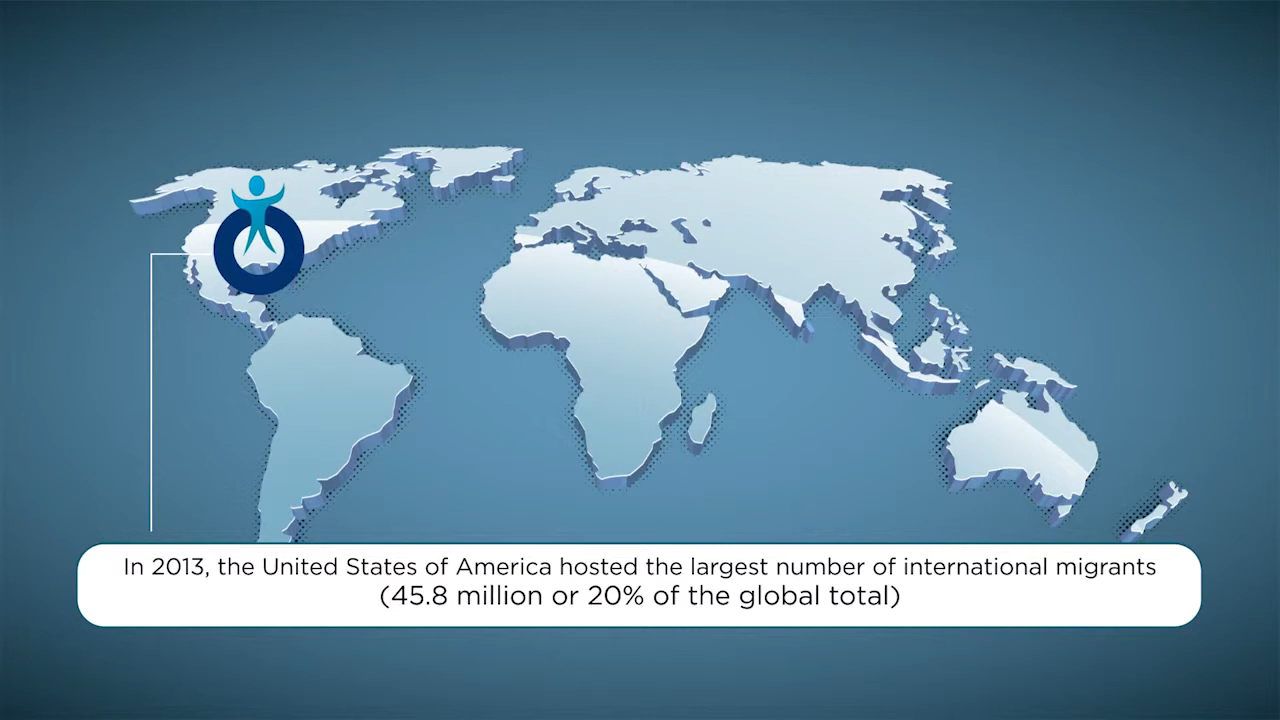 In 2013, the United States of America hosted the largest number of international migrants
(45.8 million or 20% of the global total)